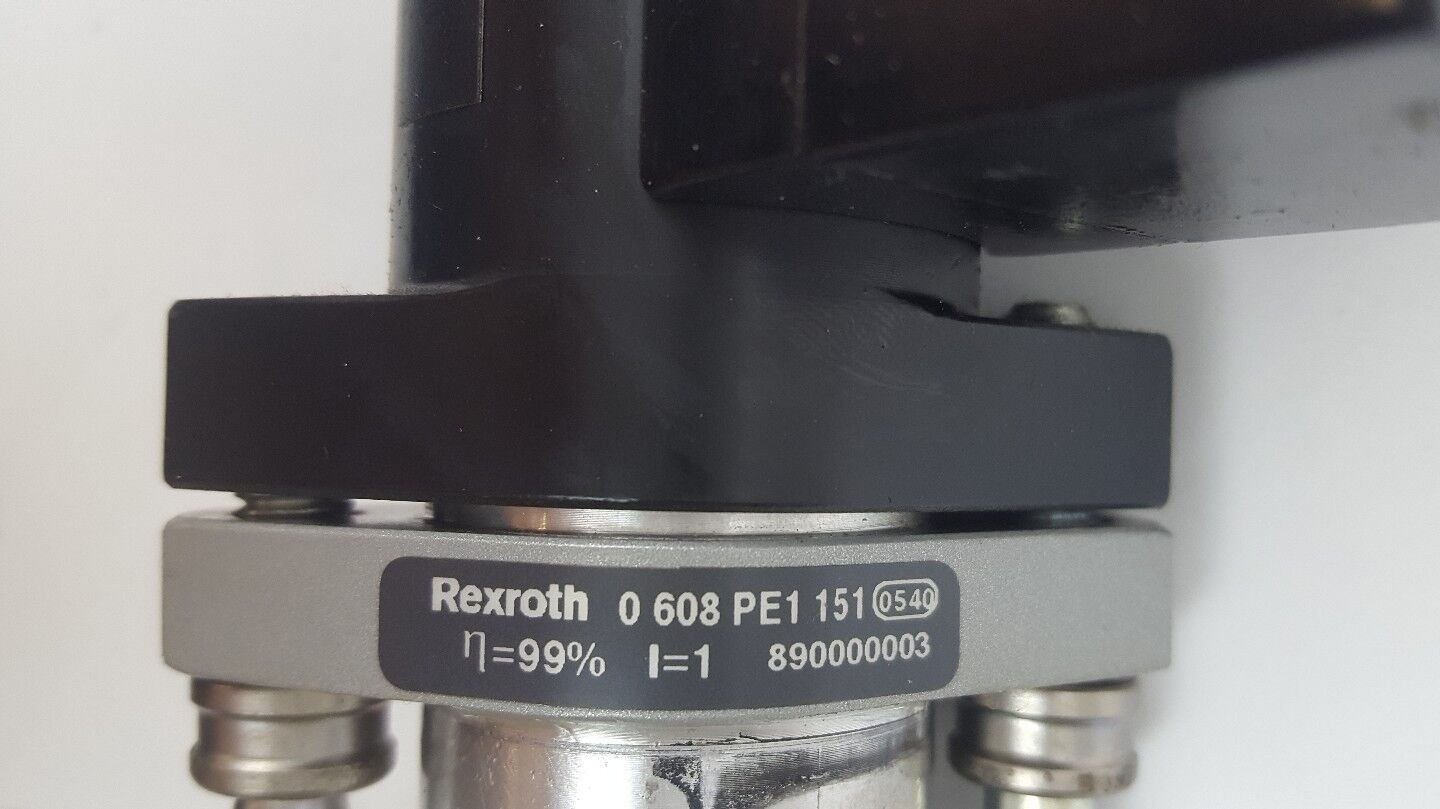 Rexroth 0 608 PE1 151 0540
η=99% I=1 890000003